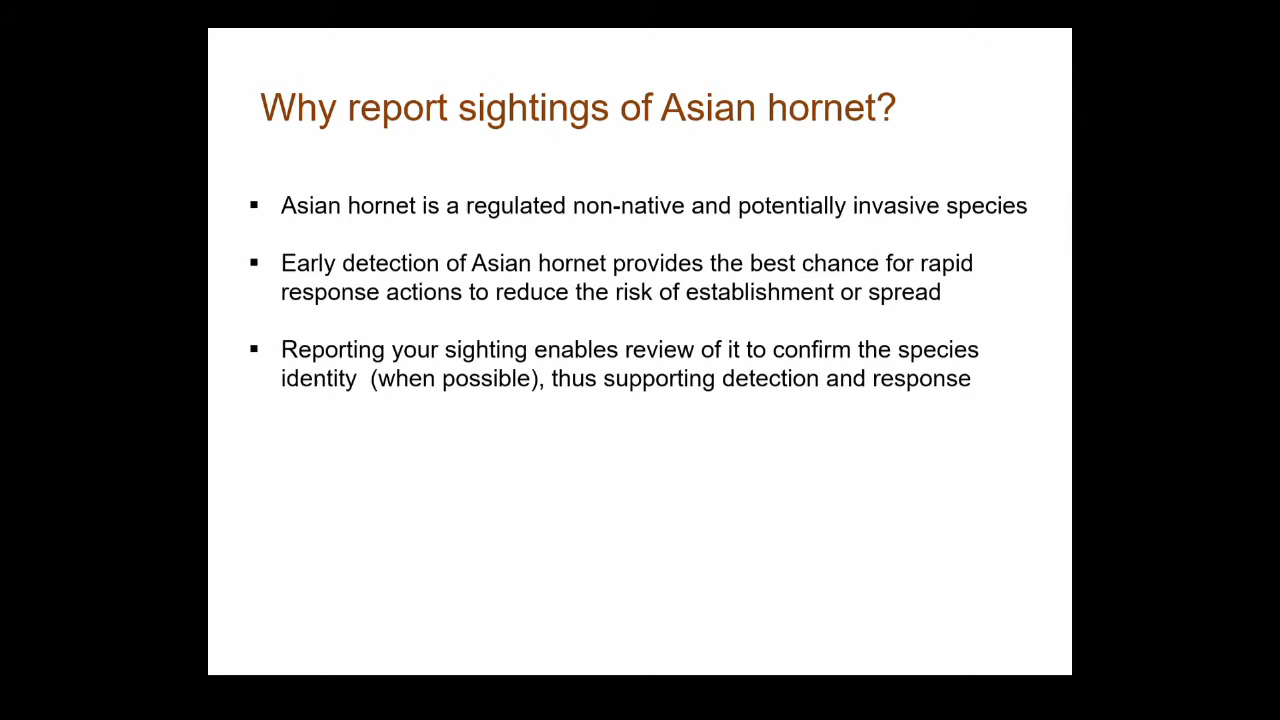 Why report sightings of Asian hornet?
▪ Asian hornet is a regulated non-native and potentially invasive species
▪ Early detection of Asian hornet provides the best chance for rapid
response actions to reduce the risk of establishment or spread
▪ Reporting your sighting enables review of it to confirm the species
identity  (when possible), thus supporting detection and response